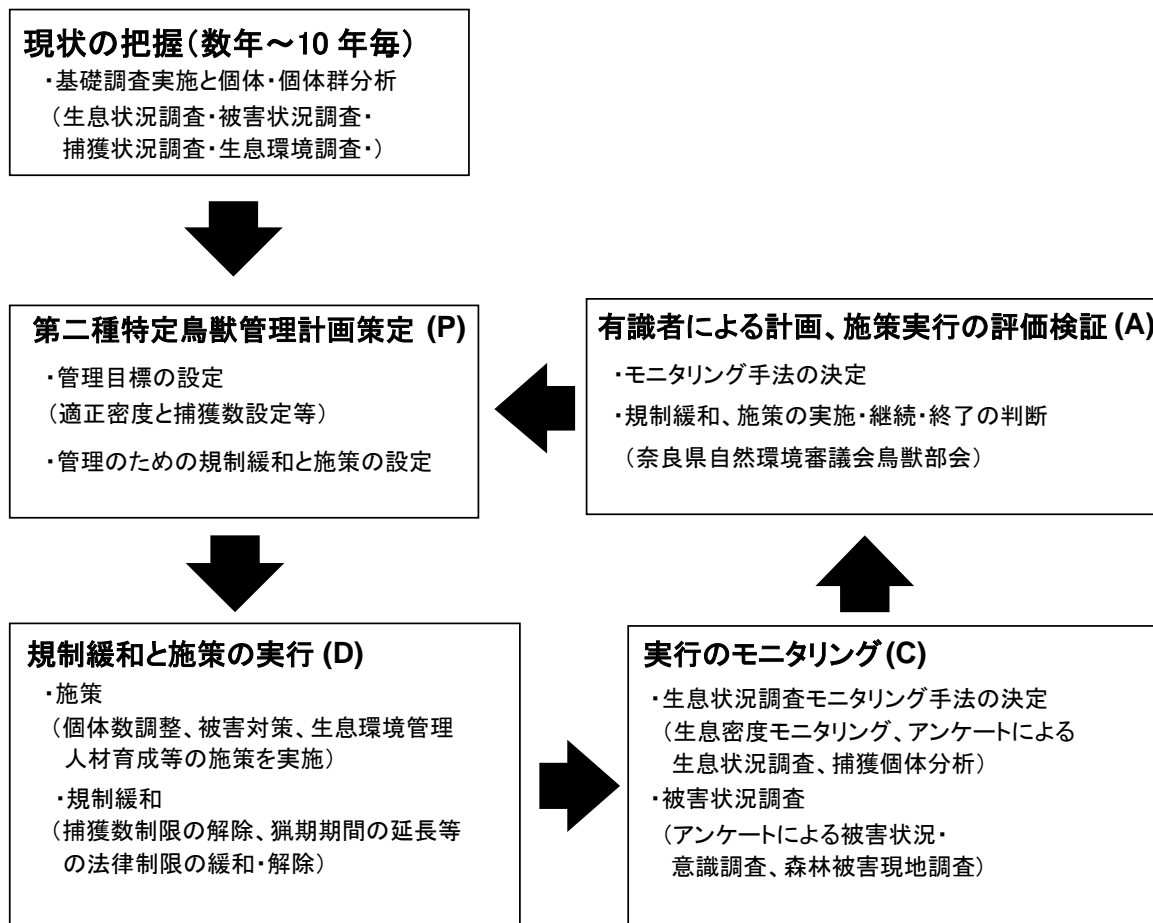 現状の把握(数年～10 年毎)
・基礎調査実施と個体・個体群分析
(生息状況調査・被害状況調査・
捕獲状況調査・生息環境調査・)
第二種特定鳥獣管理計画策定 (P)
・管理目標の設定
(適正密度と捕獲数設定等)
・管理のための規制緩和と施策の設定
有識者による計画、施策実行の評価検証 (A)
・モニタリング手法の決定
・規制緩和、施策の実施・継続・終了の判断
(奈良県自然環境審議会鳥獣部会)
規制緩和と施策の実行 (D)
・施策
(個体数調整、被害対策、生息環境管理
人材育成等の施策を実施)
・規制緩和
(捕獲数制限の解除、猟期期間の延長等
の法律制限の緩和・解除)
実行のモニタリング (C)
・生息状況調査モニタリング手法の決定
(生息密度モニタリング、アンケートによる
生息状況調査、捕獲個体分析)
・被害状況調査
(アンケートによる被害状況・
意識調査、森林被害現地調査)